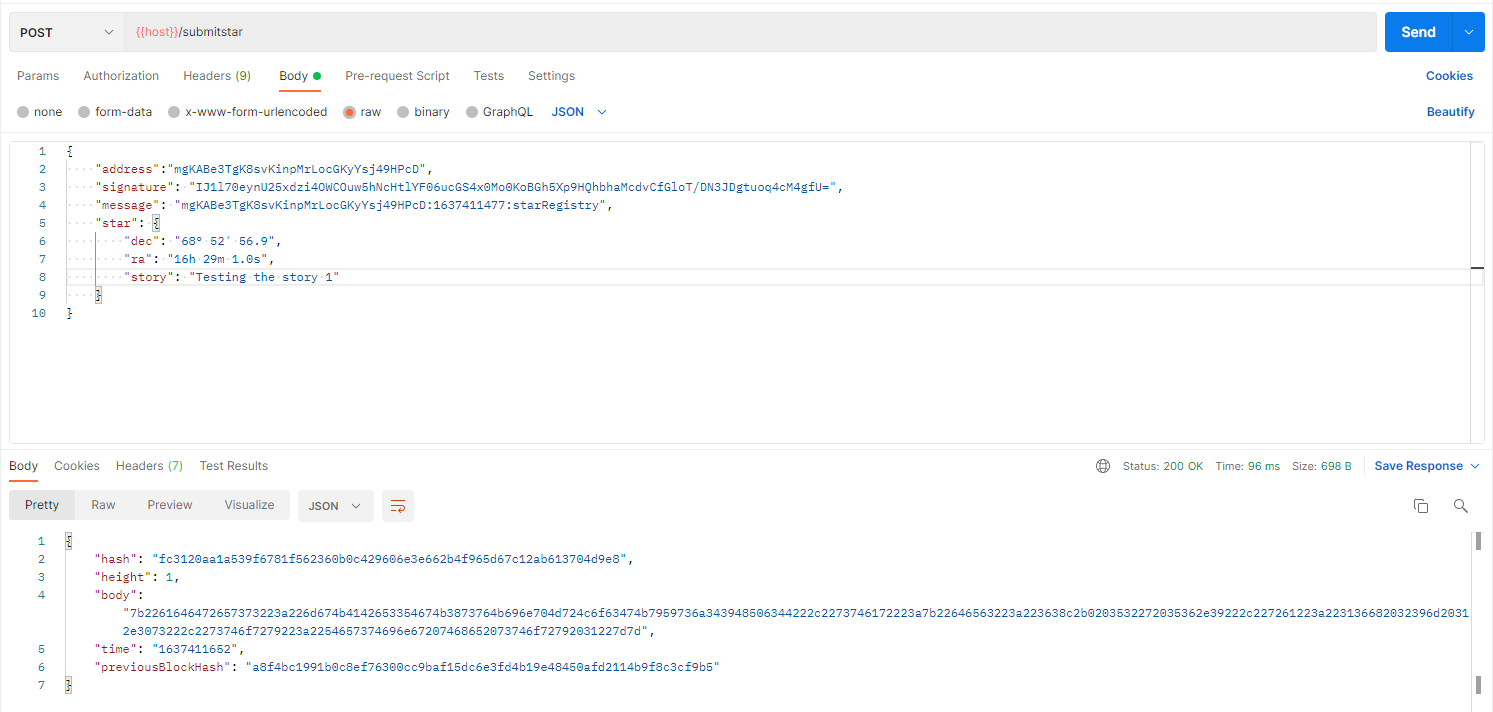 POST {{host}}/submitstar Send
Params Authorization Headers (9) Body Pre-request Script Tests Settings Cookies
none form-data x-www-form-urlencoded raw binary GraphQL JSON Beautify
1 {
2 "address":"mgKABe3TgK8svKinpMrLocGKyYsj49HPcD",
3 "signature": "IJ1l70eynU25xdzi4OWCOuw5hNcHtlYF06ucGS4x0Mo0KoBGh5Xp9HQhbhaMcdvCfGloT/DN3JDgtuoq4cM4gfU=",
4 "message": "mgKABe3TgK8svKinpMrLocGKyYsj49HPcD:1637411477:starRegistry",
5 "star": {
6 "dec": "68° 52' 56.9",
7 "ra": "16h 29m 1.0s",
8 "story": "Testing the story 1"
9 }
10 }
Body Cookies Headers (7) Test Results Status: 200 OK Time: 96 ms Size: 698 B Save Response
Pretty Raw Preview Visualize JSON
1 {
2 "hash": "fc3120aa1a539f6781f562360b0c429606e3e662b4f965d67c12ab613704d9e8",
3 "height": 1,
4 "body":
"7b2261646472657373223a226d674b4142653354674b3873764b696e704d724c6f63474b7959736a343948506344222c2273746172223a7b22646563223a223638c2b0203532272035362e39222c227261223a223136682032396d2031
2e3073222c2273746f7279223a2254657374696e67207468652073746f72792031227d7d",
5 "time": "1637411652",
6 "previousBlockHash": "a8f4bc1991b0c8ef76300cc9baf15dc6e3fd4b19e48450afd2114b9f8c3cf9b5"
7 }